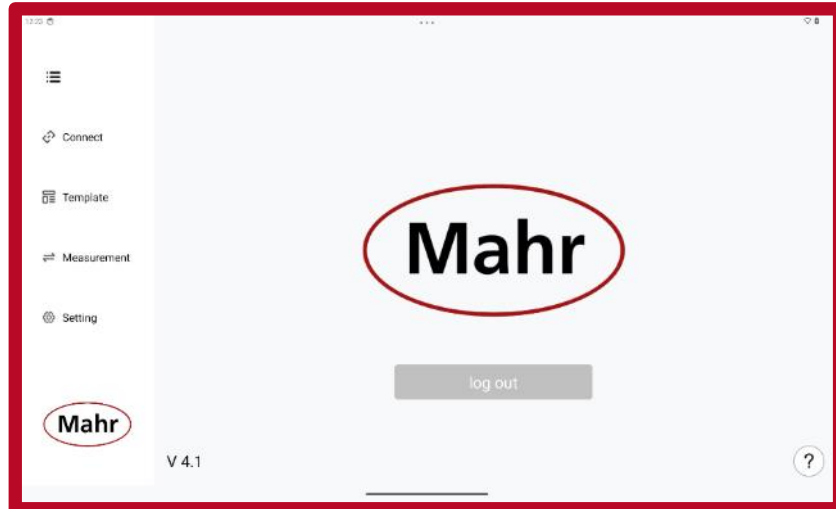 Connect
Template
Measurement
Setting
Mahr
Mahr
log out
V 4.1
?